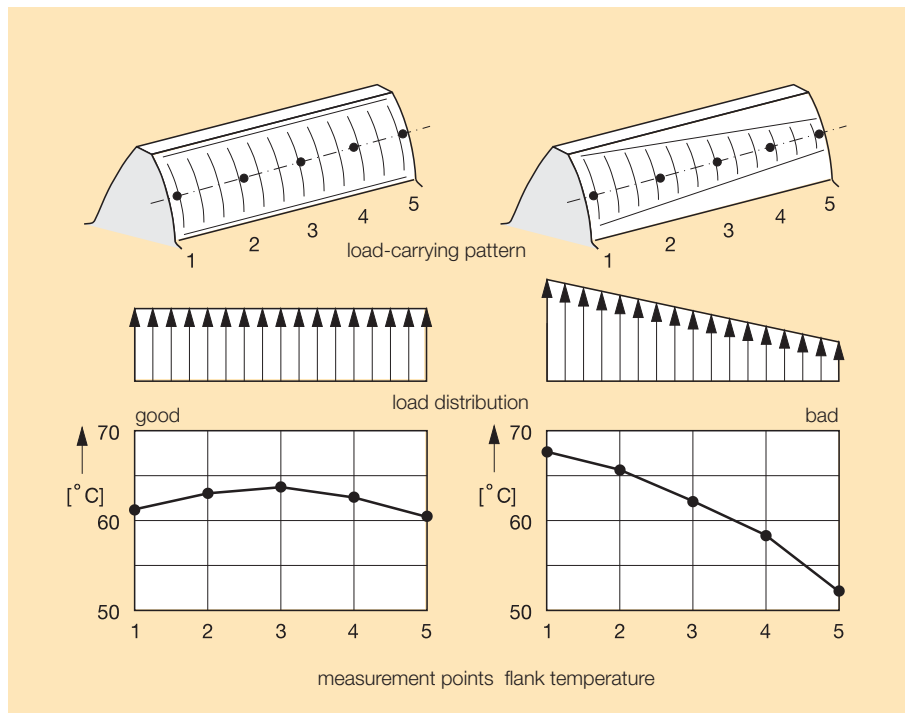 1 2 3 4 5
1 2 3 4 5
load-carrying pattern
load distribution
good
bad
70
[°C]
60
50
1 2 3 4 5
70
[°C]
60
50
1 2 3 4 5
measurement points flank temperature